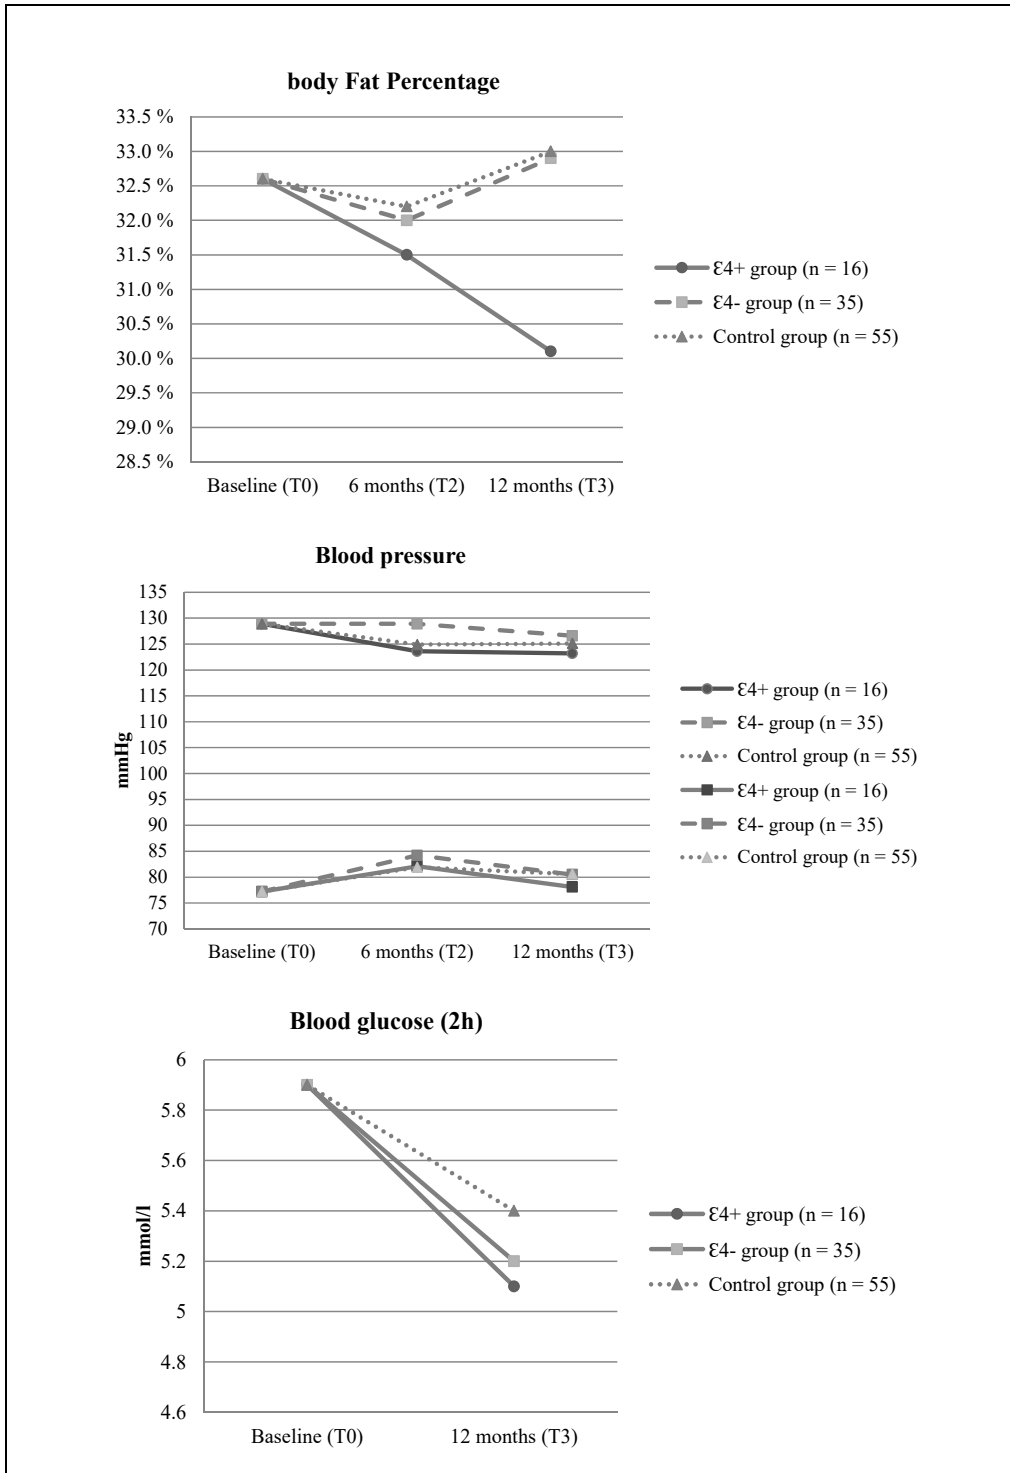 body Fat Percentage
33.5 %
33.0 %
32.5 %
32.0 %
31.5 %
31.0 %
30.5 %
30.0 %
29.5 %
29.0 %
28.5 %
Baseline (T0) 6 months (T2) 12 months (T3)
Ɛ4+ group (n = 16)
Ɛ4- group (n = 35)
Control group (n = 55)
Blood pressure
mmHg
135
130
125
120
115
110
105
100
95
90
85
80
75
70
Baseline (T0) 6 months (T2) 12 months (T3)
Ɛ4+ group (n = 16)
Ɛ4- group (n = 35)
Control group (n = 55)
Ɛ4+ group (n = 16)
Ɛ4- group (n = 35)
Control group (n = 55)
Blood glucose (2h)
mmol/l
6
5.8
5.6
5.4
5.2
5
4.8
4.6
Baseline (T0) 12 months (T3)
Ɛ4+ group (n = 16)
Ɛ4- group (n = 35)
Control group (n = 55)